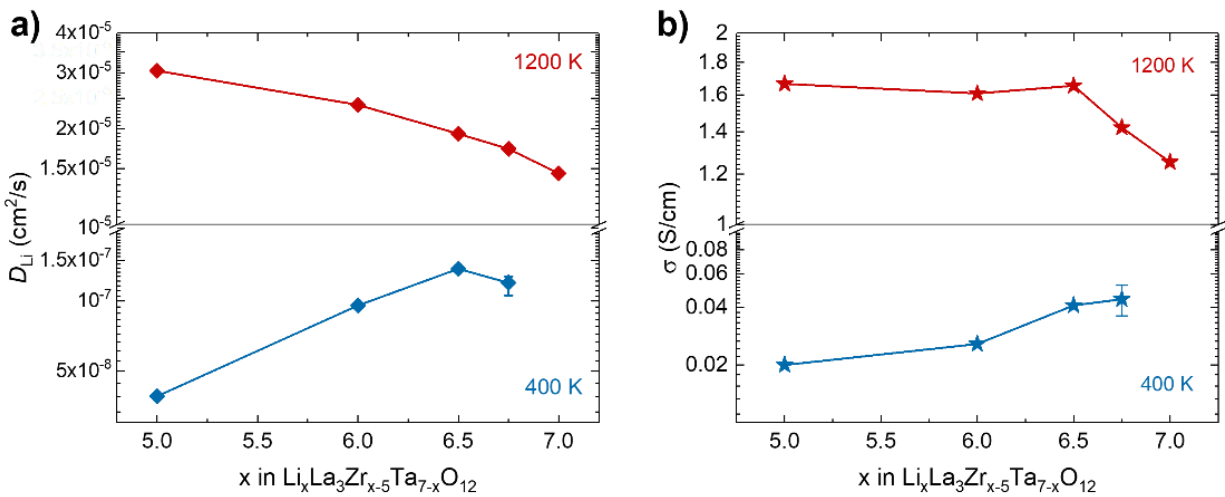 a)
4x10⁻⁵
3x10⁻⁵
2x10⁻⁵
1.5x10⁻⁵
10⁻⁵
1.5x10⁻⁷
10⁻⁷
5x10⁻⁸
D_Li (cm²/s)
1200 K
400 K
5.0 5.5 6.0 6.5 7.0
x in LiₓLa₃Zrₓ₋₅Ta₇₋ₓO₁₂
b)
2
1.8
1.6
1.4
1.2
1
0.08
0.06
0.04
0.02
σ (S/cm)
1200 K
400 K
5.0 5.5 6.0 6.5 7.0
x in LiₓLa₃Zrₓ₋₅Ta₇₋ₓO₁₂